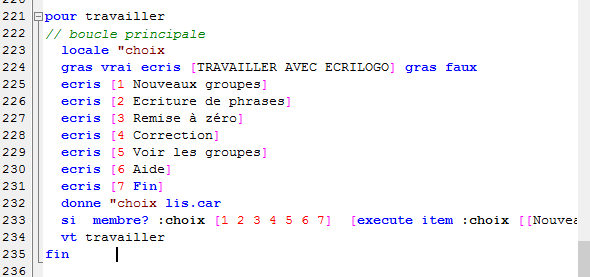 221 pour travailler
222 // boucle principale
223 locale "choix
224 gras vrai ecris [TRAVAILLER AVEC ECRILOGO] gras faux
225 ecris [1 Nouveaux groupes]
226 ecris [2 Ecriture de phrases]
227 ecris [3 Remise à zéro]
228 ecris [4 Correction]
229 ecris [5 Voir les groupes]
230 ecris [6 Aide]
231 ecris [7 Fin]
232 donne "choix lis.car
233 si membre? :choix [1 2 3 4 5 6 7] [execute item :choix [[Nouvea
234 vt travailler
235 fin
236